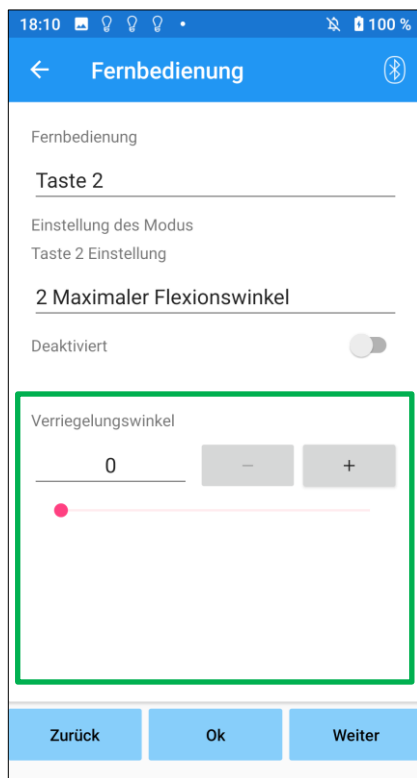 18:10 100 %
Fernbedienung
Fernbedienung
Taste 2
Einstellung des Modus
Taste 2 Einstellung
2 Maximaler Flexionswinkel
Deaktiviert
Verriegelungswinkel
0 − +
Zurück Ok Weiter